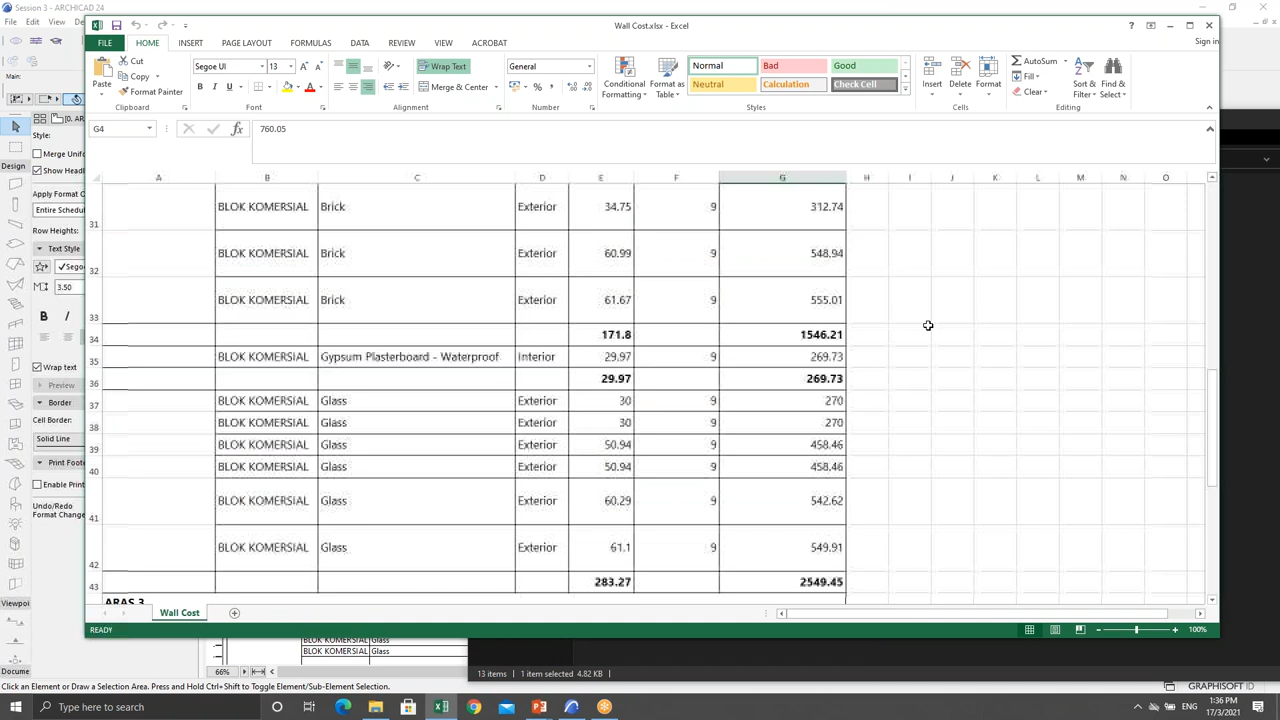 Session 3 - ARCHICAD 24
Wall Cost.xlsx - Excel
File Edit View
FILE HOME INSERT PAGE LAYOUT FORMULAS DATA REVIEW VIEW ACROBAT
Sign in
Cut
Copy
Format Painter
Paste
Clipboard
Segoe UI 13
B I U
Font
Wrap Text
Merge & Center
Alignment
General
Number
Conditional Formatting
Format as Table
Normal Bad Good
Neutral Calculation Check Cell
Styles
Insert Delete Format
Cells
AutoSum
Fill
Clear
Sort & Filter
Find & Select
Editing
G4 760.05
A B C D E F G H I J K L M N O
31 BLOK KOMERSIAL Brick Exterior 34.75 9 312.74
32 BLOK KOMERSIAL Brick Exterior 60.99 9 548.94
33 BLOK KOMERSIAL Brick Exterior 61.67 9 555.01
34 171.8 1546.21
35 BLOK KOMERSIAL Gypsum Plasterboard - Waterproof Interior 29.97 9 269.73
36 29.97 269.73
37 BLOK KOMERSIAL Glass Exterior 30 9 270
38 BLOK KOMERSIAL Glass Exterior 30 9 270
39 BLOK KOMERSIAL Glass Exterior 50.94 9 458.46
40 BLOK KOMERSIAL Glass Exterior 50.94 9 458.46
41 BLOK KOMERSIAL Glass Exterior 60.29 9 542.62
42 BLOK KOMERSIAL Glass Exterior 61.1 9 549.91
43 283.27 2549.45
ARAS 3
Wall Cost
READY
100%
Main:
Design
Viewpoi
Docume
Style:
Merge Unifo
Show Headl
Apply Format C
Entire Schedul
Row Heights:
Text Style
Sego
3.50
B I
Wrap text
Preview
Border
Cell Border:
Solid Line
Print Foote
Enable Print
Undo/Redo
Format Change
BLOK KOMERSIAL Glass
BLOK KOMERSIAL Glass
66%
13 items 1 item selected 4.82 KB
Click an Element or Draw a Selection Area. Press and Hold Ctrl+Shift to Toggle Element/Sub-Element Selection.
GRAPHISOFT ID
Type here to search
1:36 PM
17/3/2021